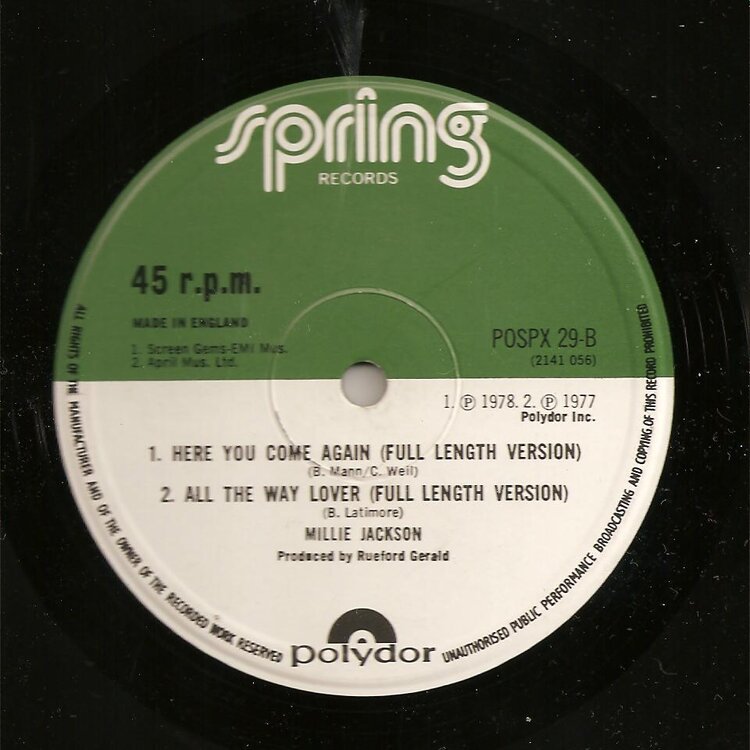 spring
RECORDS
45 r.p.m.
MADE IN ENGLAND
1. Screen Gems-EMI Mus.
2. April Mus. Ltd.
POSPX 29-B
(2141 056)
1. ℗ 1978. 2. ℗ 1977
Polydor Inc.
1. HERE YOU COME AGAIN (FULL LENGTH VERSION)
(B. Mann/C. Weil)
2. ALL THE WAY LOVER (FULL LENGTH VERSION)
(B. Latimore)
MILLIE JACKSON
Produced by Rueford Gerald
polydor
ALL RIGHTS OF THE MANUFACTURER AND OF THE OWNER OF THE RECORDED WORK RESERVED
UNAUTHORISED PUBLIC PERFORMANCE BROADCASTING AND COPYING OF THIS RECORD PROHIBITED